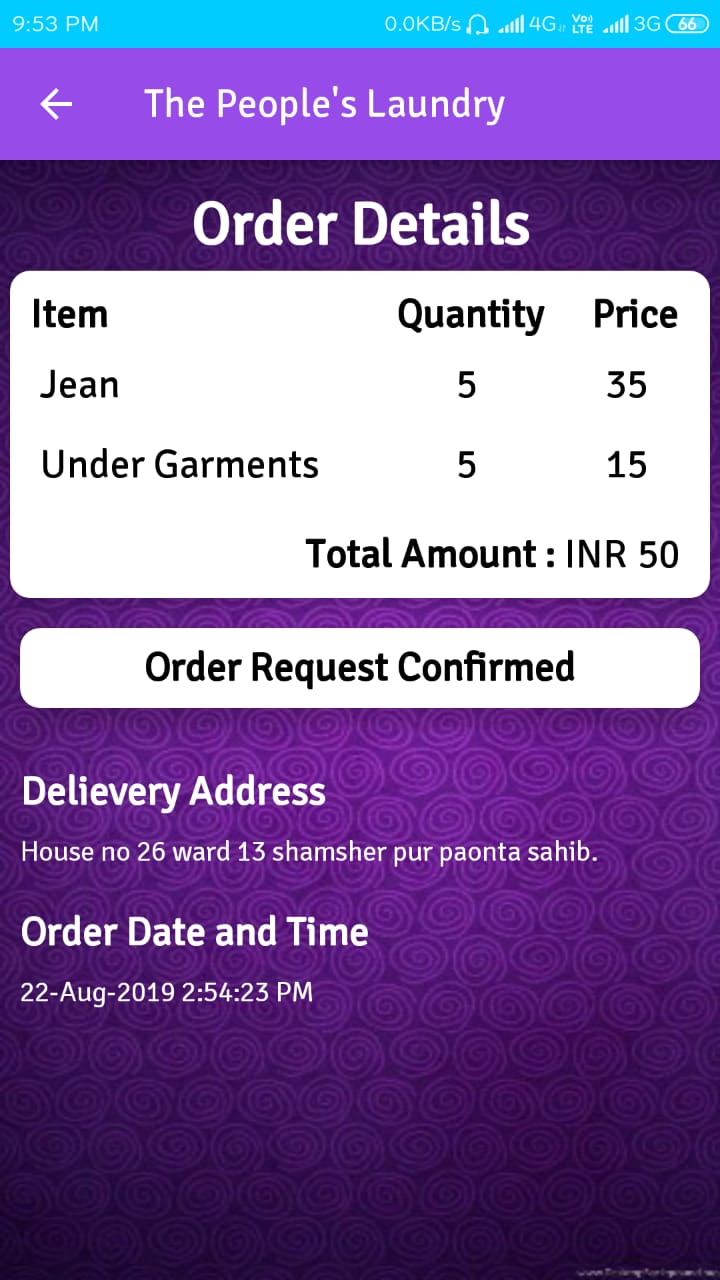 9:53 PM 0.0KB/s 4G Vo) LTE 3G 66
The People's Laundry
Order Details
Item Quantity Price
Jean 5 35
Under Garments 5 15
Total Amount : INR 50
Order Request Confirmed
Delievery Address
House no 26 ward 13 shamsher pur paonta sahib.
Order Date and Time
22-Aug-2019 2:54:23 PM